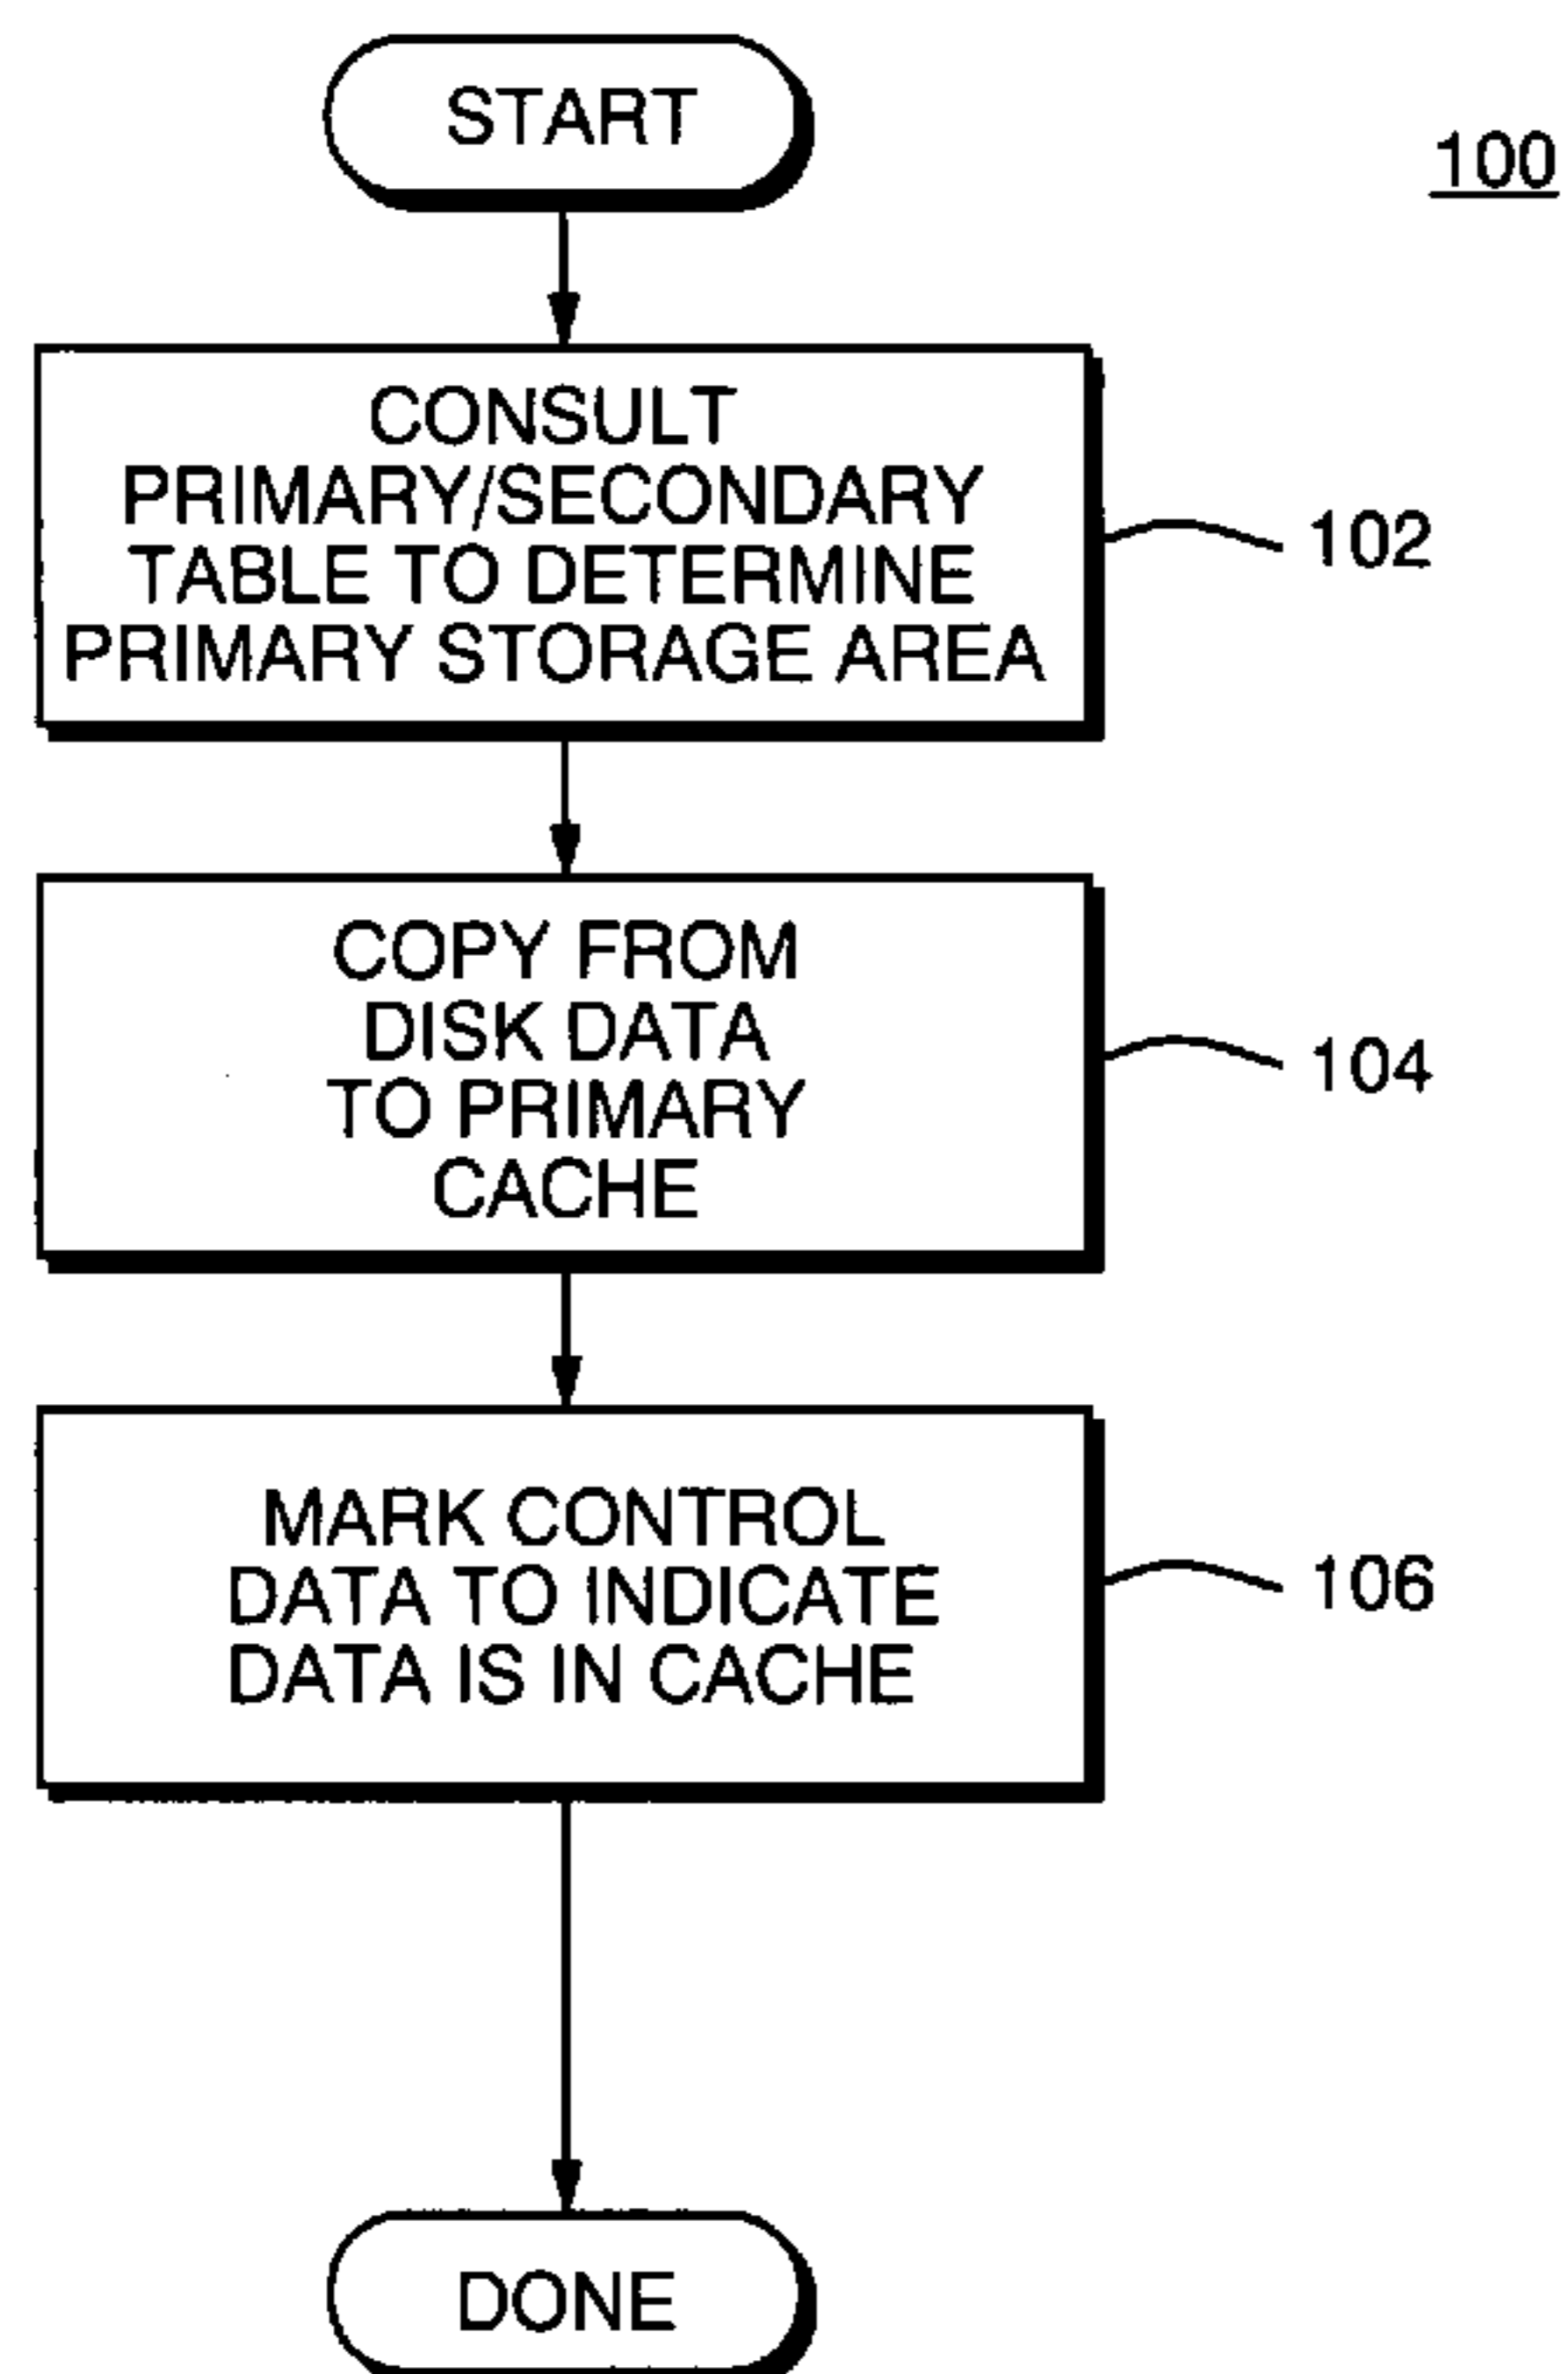 START
100
CONSULT
PRIMARY/SECONDARY
TABLE TO DETERMINE
PRIMARY STORAGE AREA
102
COPY FROM
DISK DATA
TO PRIMARY
CACHE
104
MARK CONTROL
DATA TO INDICATE
DATA IS IN CACHE
106
DONE